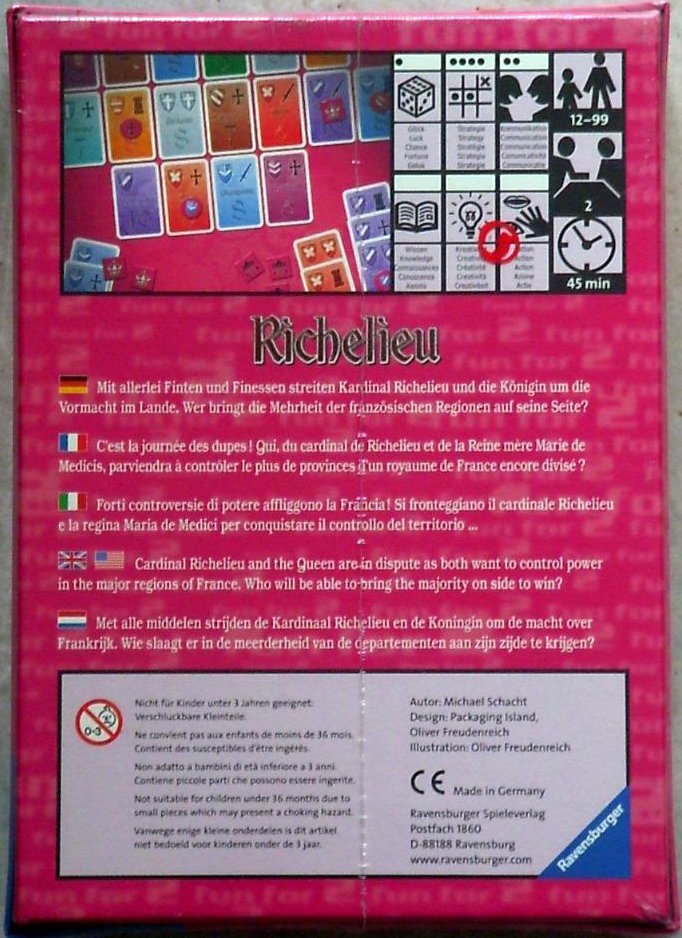 Glück
Luck
Chance
Fortuna
Geluk
Strategie
Strategy
Stratégie
Strategia
Strategie
Kommunikation
Communication
Communication
Comunicatività
Communicatie
12–99
2
Wissen
Knowledge
Connaissances
Conoscenza
Kennis
Creativity
Créativité
Creatività
Creativiteit
Action
Action
Azione
Actie
45 min
Richelieu
Mit allerlei Finten und Finessen streiten Kardinal Richelieu und die Königin um die
Vormacht im Lande. Wer bringt die Mehrheit der französischen Regionen auf seine Seite?
C'est la journée des dupes ! Qui, du cardinal de Richelieu et de la Reine mère Marie de
Medicis, parviendra à contrôler le plus de provinces d'un royaume de France encore divisé ?
Forti controversie di potere affliggono la Francia! Si fronteggiano il cardinale Richelieu
e la regina Maria de Medici per conquistare il controllo del territorio ...
Cardinal Richelieu and the Queen are in dispute as both want to control power
in the major regions of France. Who will be able to bring the majority on side to win?
Met alle middelen strijden de Kardinaal Richelieu en de Koningin om de macht over
Frankrijk. Wie slaagt er in de meerderheid van de departementen aan zijn zijde te krijgen?
0-3
Nicht für Kinder unter 3 Jahren geeignet.
Verschluckbare Kleinteile.
Ne convient pas aux enfants de moins de 36 mois.
Contient des susceptibles d'être ingérés.
Non adatto a bambini di età inferiore a 3 anni.
Contiene piccole parti che possono essere ingerite.
Not suitable for children under 36 months due to
small pieces which may present a choking hazard.
Vanwege enige kleine onderdelen is dit artikel
niet bedoeld voor kinderen onder de 3 jaar.
Autor: Michael Schacht
Design: Packaging Island,
Oliver Freudenreich
Illustration: Oliver Freudenreich
CE Made in Germany
Ravensburger Spieleverlag
Postfach 1860
D-88188 Ravensburg
www.ravensburger.com
Ravensburger